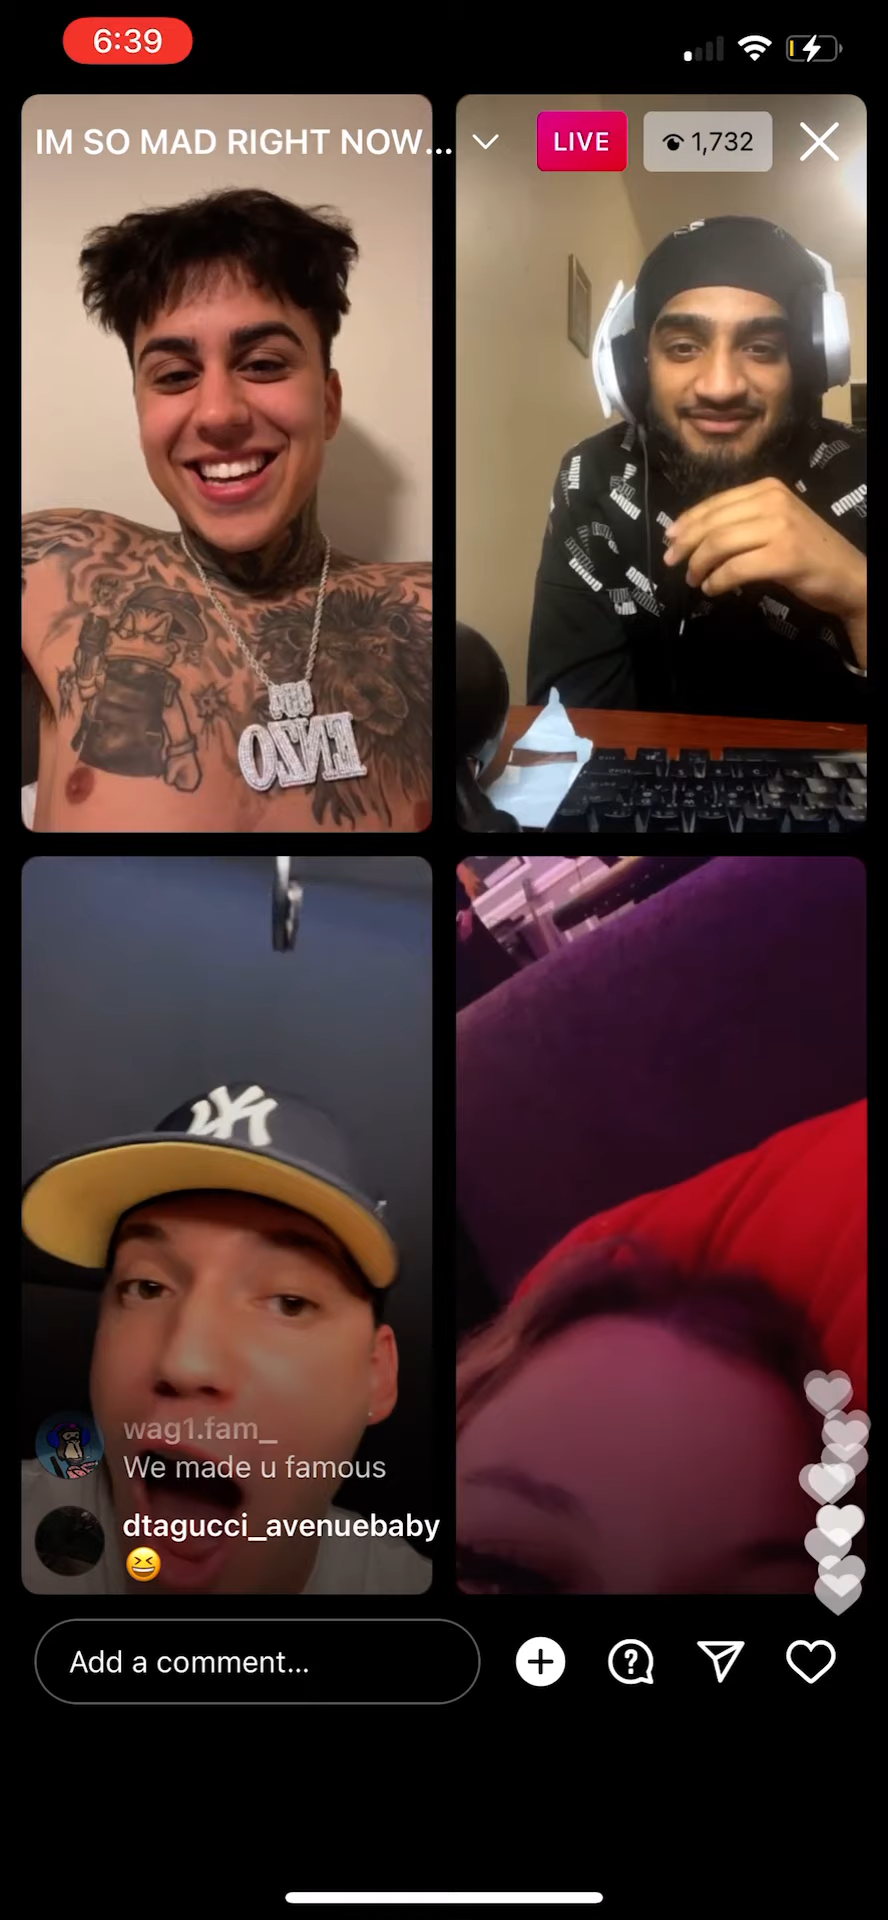 6:39
IM SO MAD RIGHT NOW...
LIVE
1,732
ENZO
NY
wag1.fam_
We made u famous
dtagucci_avenuebaby
😆
Add a comment...